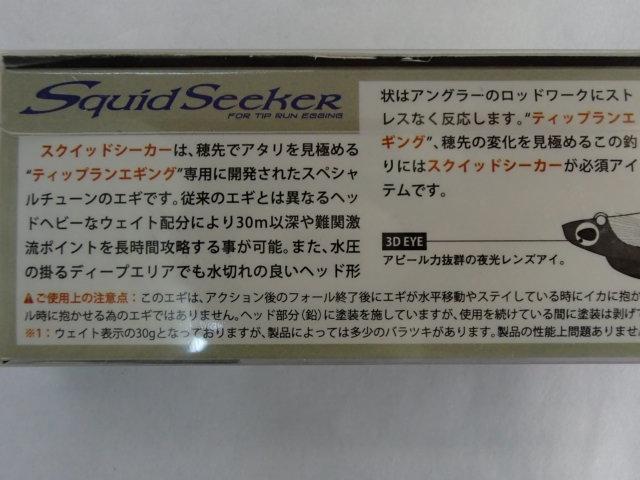 Squid Seeker
FOR TIP RUN EGGING
スクイッドシーカーは、穂先でアタリを見極める
“ティップランエギング”専用に開発されたスペシャ
ルチューンのエギです。従来のエギとは異なるヘッ
ドヘビーなウェイト配分により30m以深や難関激
流ポイントを長時間攻略する事が可能。また、水圧
の掛るディープエリアでも水切れの良いヘッド形
状はアングラーのロッドワークにスト
レスなく反応します。“ティップランエ
ギング”、穂先の変化を見極めるこの釣
りにはスクイッドシーカーが必須アイ
テムです。
3D EYE
アピール力抜群の夜光レンズアイ。
▲ご使用上の注意点：このエギは、アクション後のフォール終了後にエギが水平移動やステイしている時にイカに抱か
ル時に抱かせる為のエギではありません。ヘッド部分（鉛）に塗装を施していますが、使用を続けている間に塗装は剥げて
※1：ウェイト表示の30gとなっておりますが、製品によっては多少のバラツキがあります。製品の性能上問題ありませ